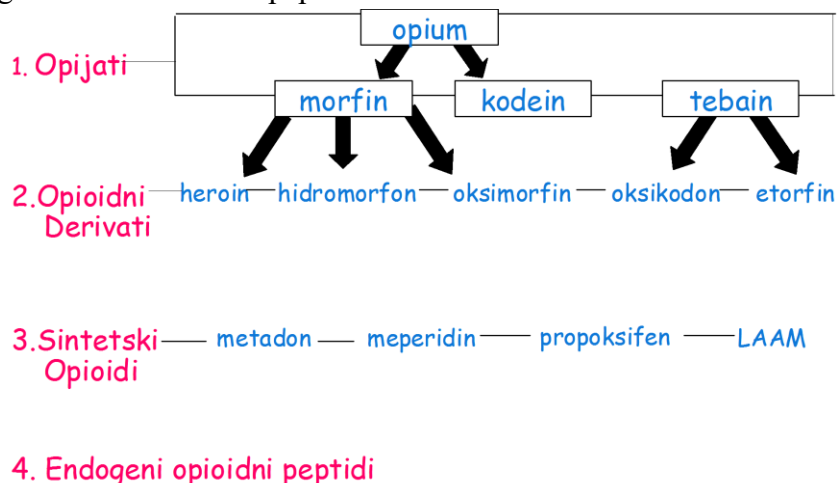 opium
1. Opijati
morfin kodein tebain
2.Opioidni
Derivati
heroin hidromorfon oksimorfin oksikodon etorfin
3.Sintetski
Opioidi
metadon meperidin propoksifen LAAM
4. Endogeni opioidni peptidi